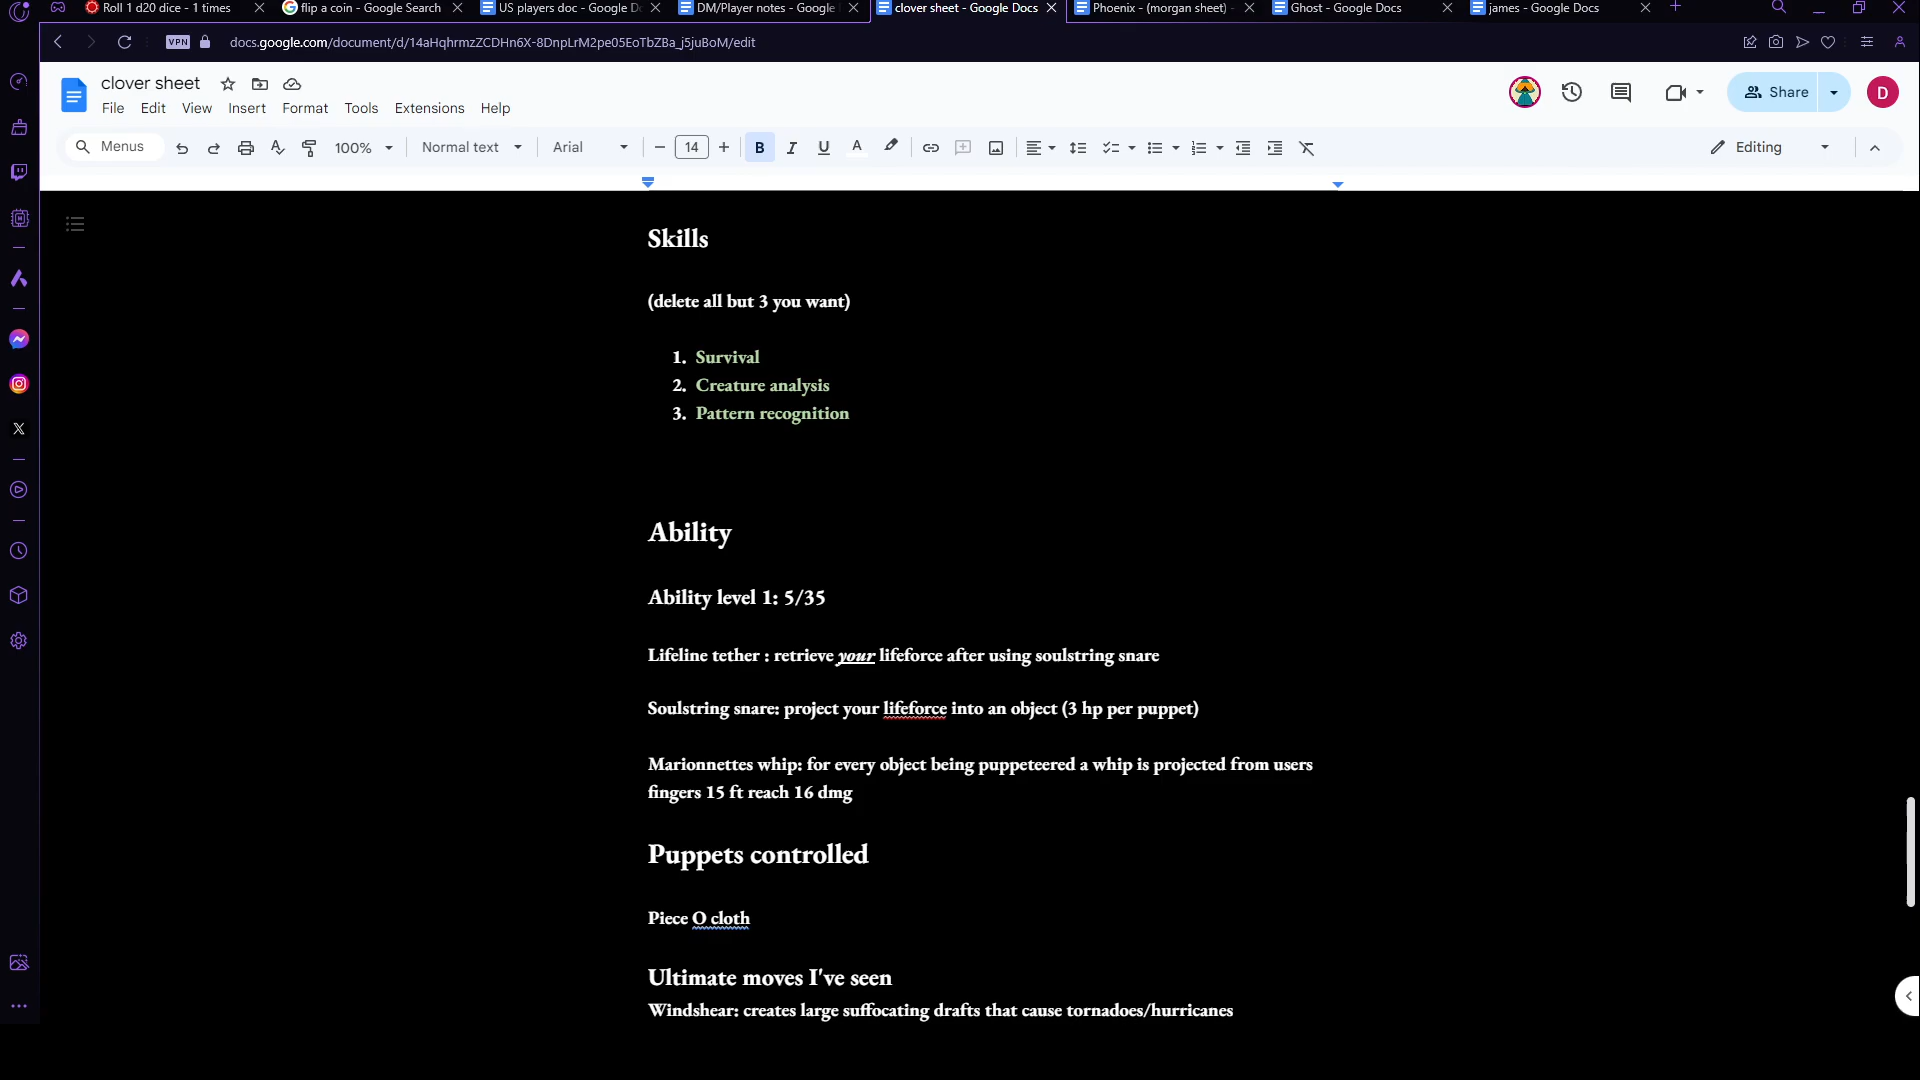 Roll 1 d20 dice - 1 times
flip a coin - Google Search
US players doc - Google D
DM/Player notes - Google
clover sheet - Google Docs
Phoenix - (morgan sheet) -
Ghost - Google Docs
james - Google Docs
VPN
docs.google.com/document/d/14aHqhrmzZCDHn6X-8DnpLrM2pe05EoTbZBa_j5juBoM/edit
clover sheet
File Edit View Insert Format Tools Extensions Help
Share
D
Menus
100%
Normal text
Arial
14
B I U A
Editing
Skills
(delete all but 3 you want)
1. Survival
2. Creature analysis
3. Pattern recognition
Ability
Ability level 1: 5/35
Lifeline tether : retrieve your lifeforce after using soulstring snare
Soulstring snare: project your lifeforce into an object (3 hp per puppet)
Marionnettes whip: for every object being puppeteered a whip is projected from users
fingers 15 ft reach 16 dmg
Puppets controlled
Piece O cloth
Ultimate moves I've seen
Windshear: creates large suffocating drafts that cause tornadoes/hurricanes